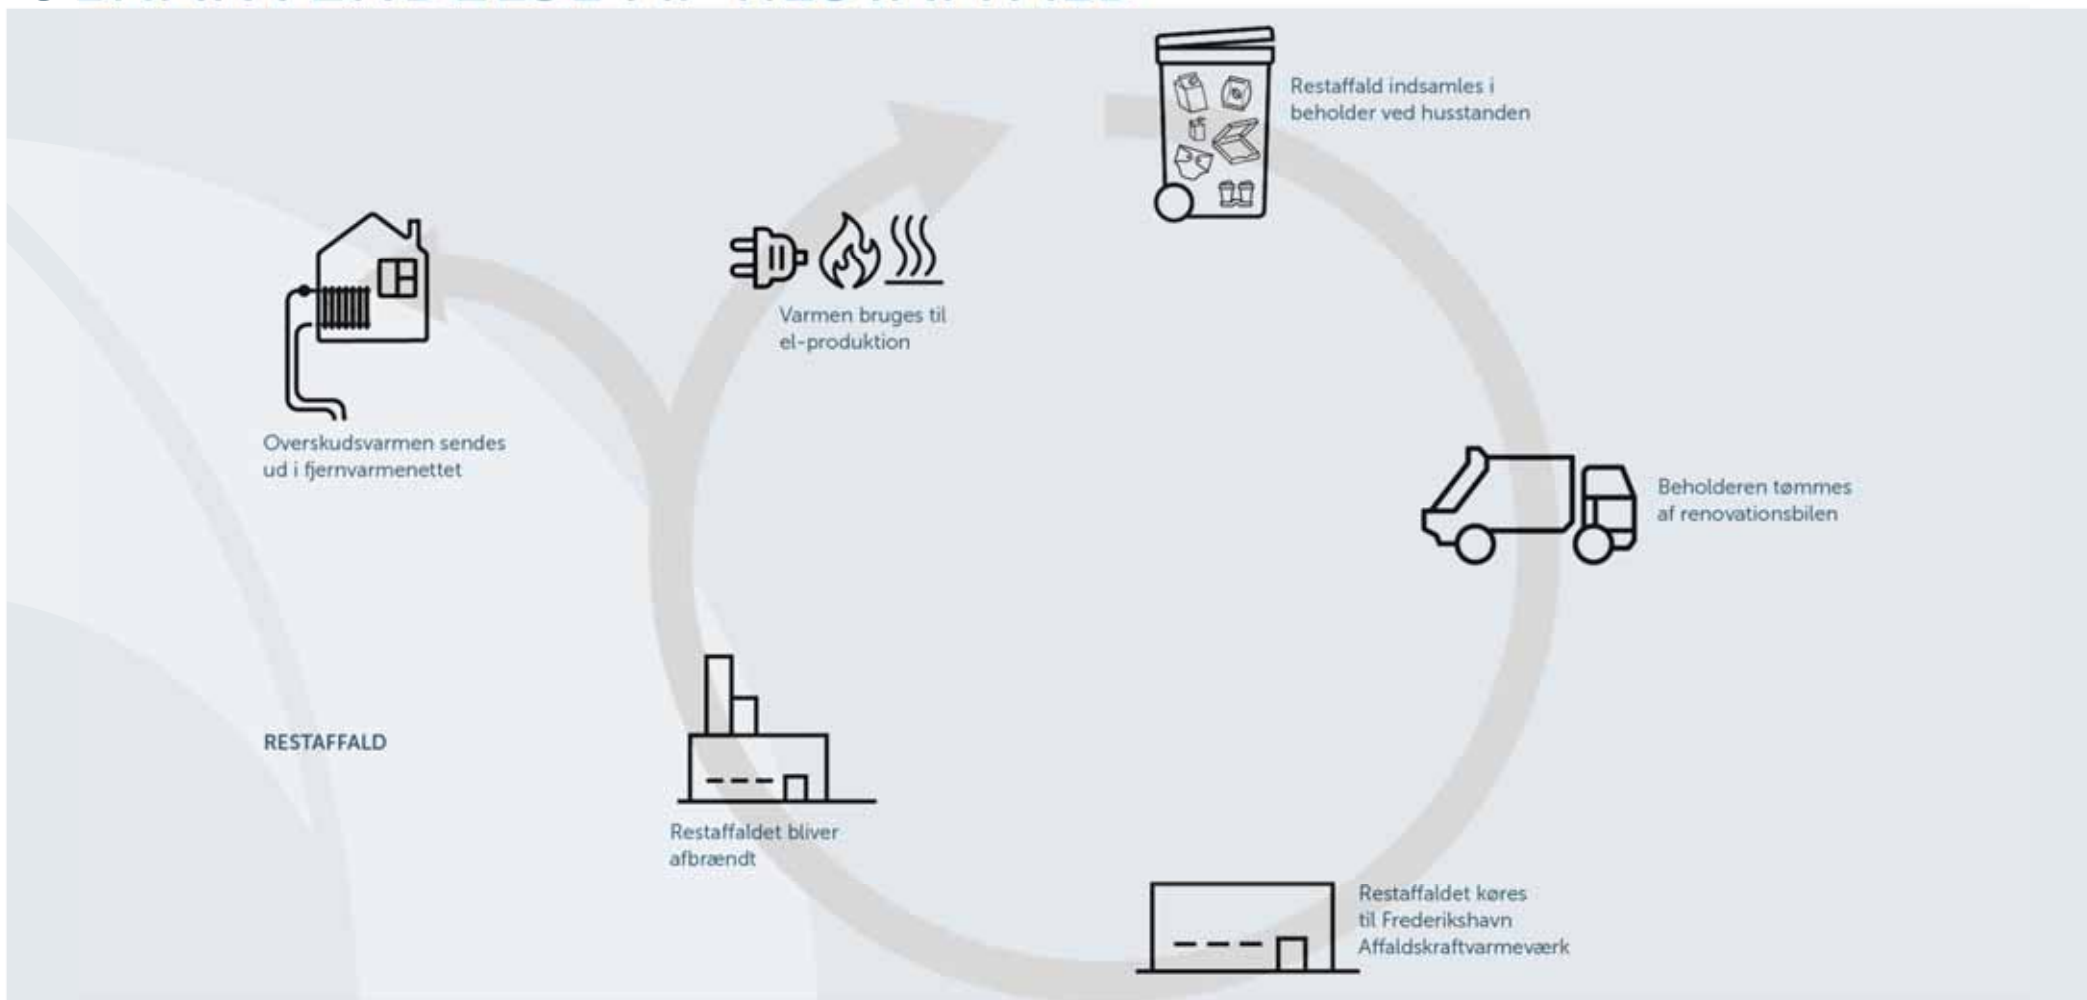 Restaffald indsamles i
beholder ved husstanden
Varmen bruges til
el-produktion
Overskudsvarmen sendes
ud i fjernvarmenettet
Beholderen tømmes
af renovationsbilen
RESTAFFALD
Restaffaldet bliver
afbrændt
Restaffaldet køres
til Frederikshavn
Affaldskraftvarmeværk